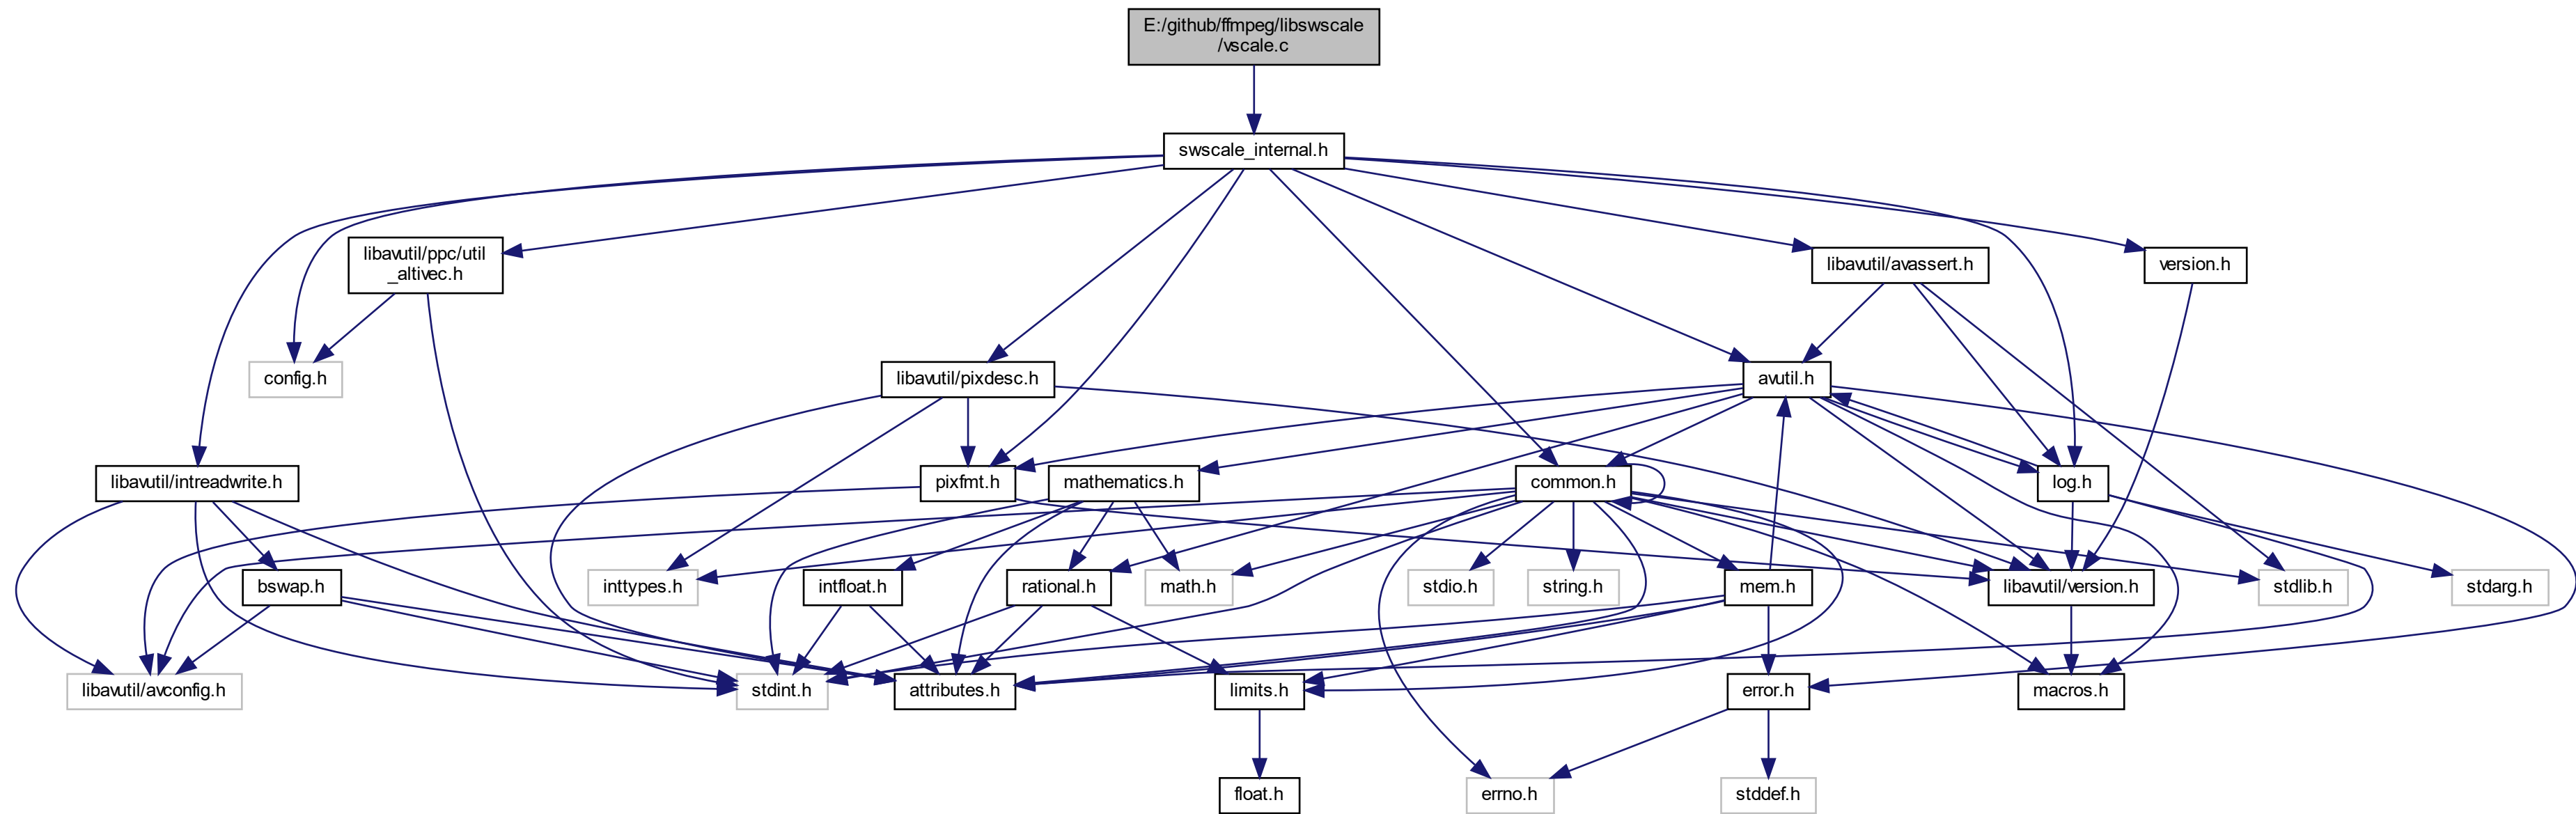 E:/github/ffmpeg/libswscale
/vscale.c
swscale_internal.h
libavutil/ppc/util
_altivec.h
libavutil/avassert.h
version.h
config.h
libavutil/pixdesc.h
avutil.h
libavutil/intreadwrite.h
pixfmt.h
mathematics.h
common.h
log.h
bswap.h
inttypes.h
intfloat.h
rational.h
math.h
stdio.h
string.h
mem.h
libavutil/version.h
stdlib.h
stdarg.h
libavutil/avconfig.h
stdint.h
attributes.h
limits.h
error.h
macros.h
float.h
errno.h
stddef.h